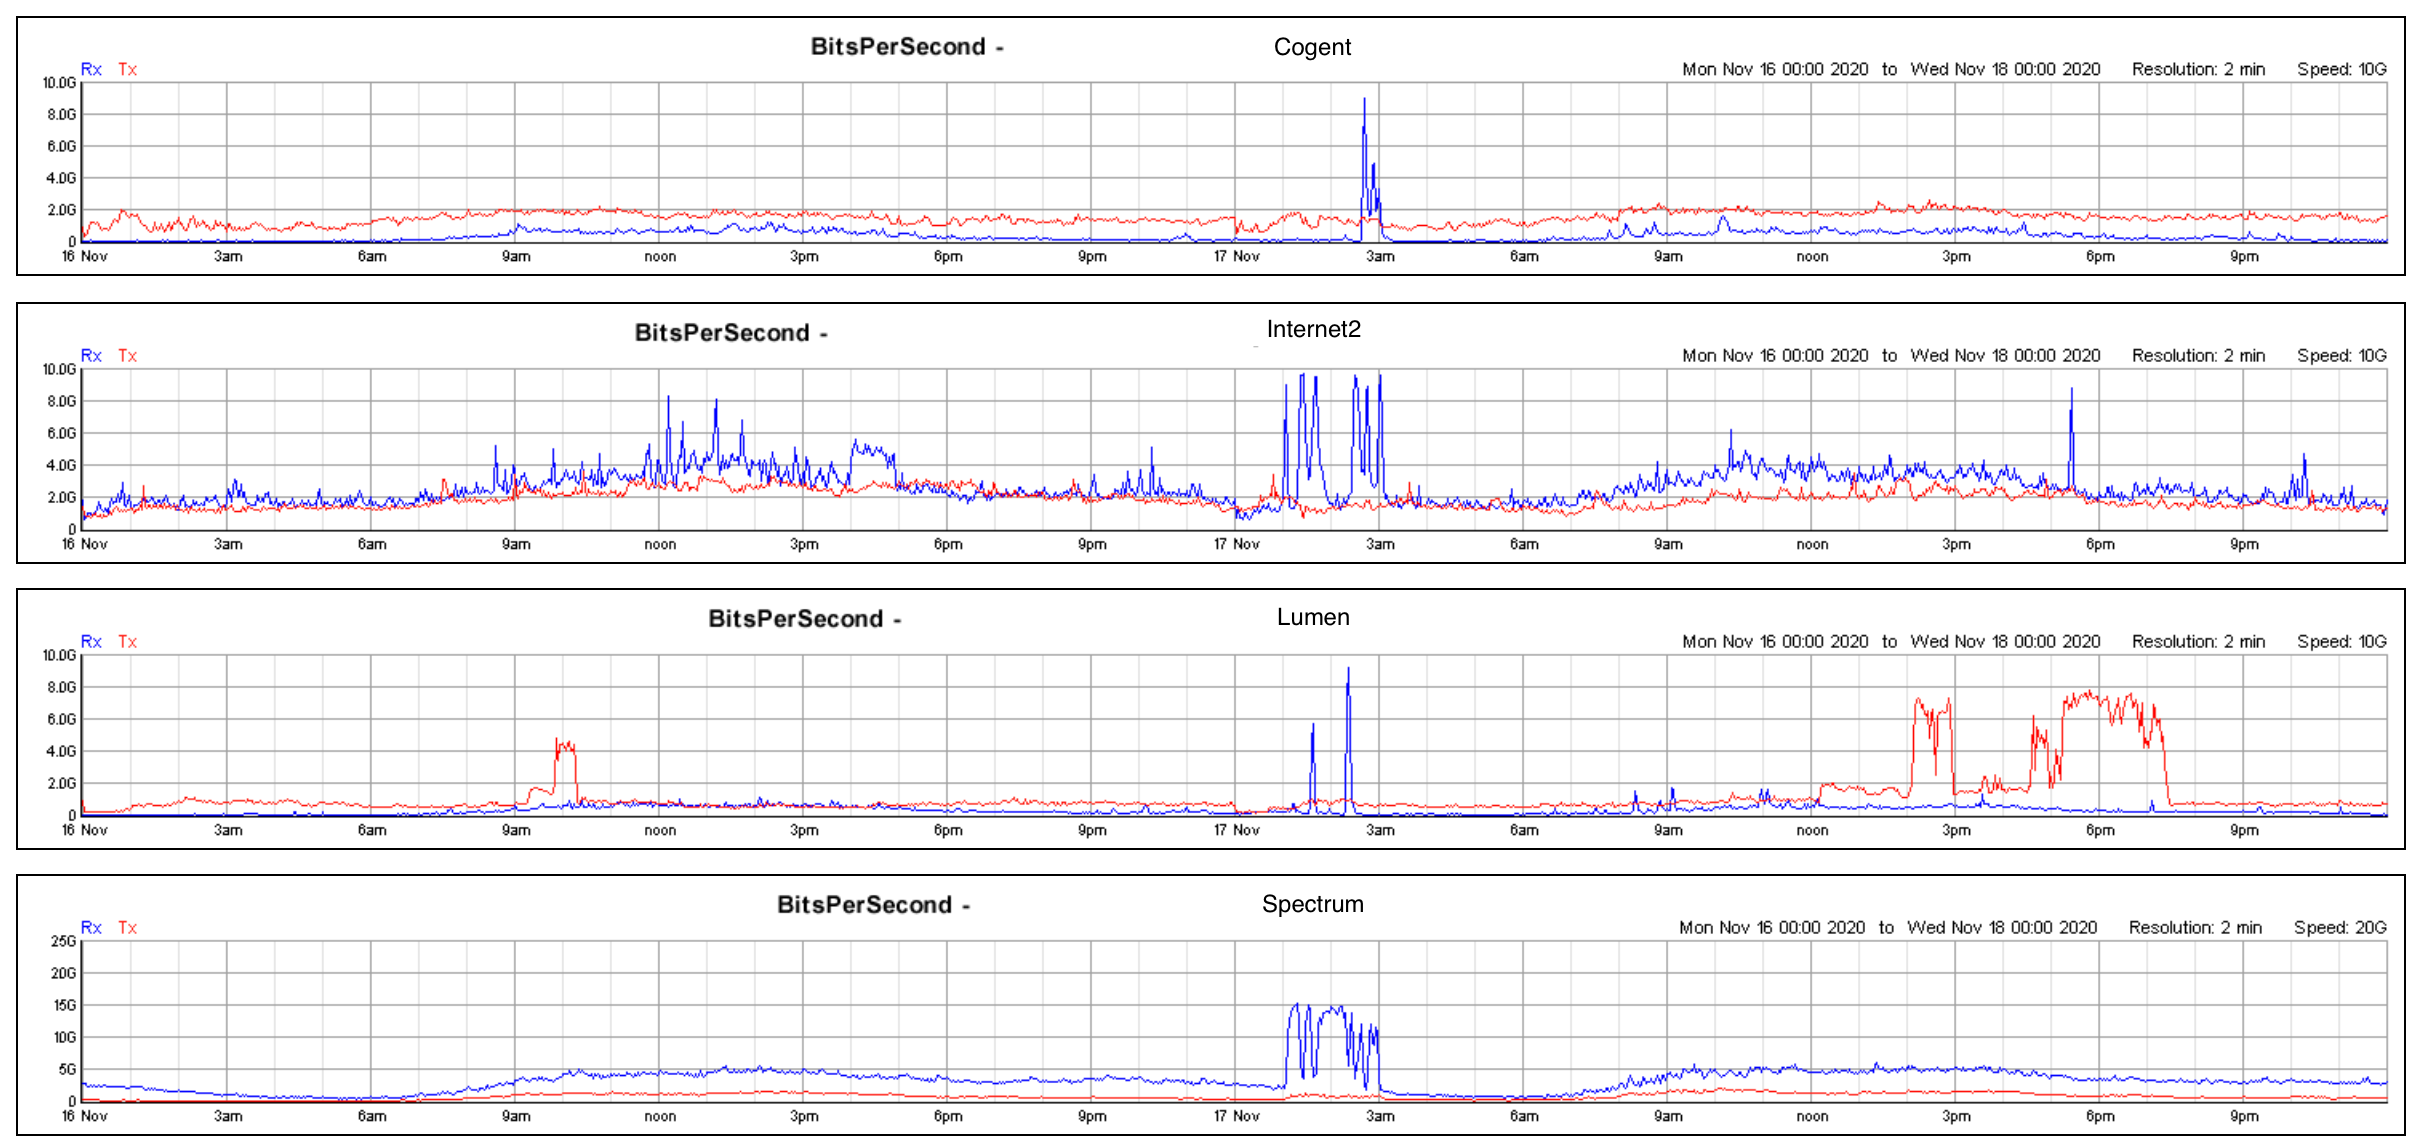 BitsPerSecond - Cogent
Rx Tx Mon Nov 16 00:00 2020 to Wed Nov 18 00:00 2020 Resolution: 2 min Speed: 10G
10.0G
8.0G
6.0G
4.0G
2.0G
0
16 Nov 3am 6am 9am noon 3pm 6pm 9pm 17 Nov 3am 6am 9am noon 3pm 6pm 9pm
BitsPerSecond - Internet2
Rx Tx Mon Nov 16 00:00 2020 to Wed Nov 18 00:00 2020 Resolution: 2 min Speed: 10G
10.0G
8.0G
6.0G
4.0G
2.0G
0
16 Nov 3am 6am 9am noon 3pm 6pm 9pm 17 Nov 3am 6am 9am noon 3pm 6pm 9pm
BitsPerSecond - Lumen
Rx Tx Mon Nov 16 00:00 2020 to Wed Nov 18 00:00 2020 Resolution: 2 min Speed: 10G
10.0G
8.0G
6.0G
4.0G
2.0G
0
16 Nov 3am 6am 9am noon 3pm 6pm 9pm 17 Nov 3am 6am 9am noon 3pm 6pm 9pm
BitsPerSecond - Spectrum
Rx Tx Mon Nov 16 00:00 2020 to Wed Nov 18 00:00 2020 Resolution: 2 min Speed: 20G
25G
20G
15G
10G
5G
0
16 Nov 3am 6am 9am noon 3pm 6pm 9pm 17 Nov 3am 6am 9am noon 3pm 6pm 9pm